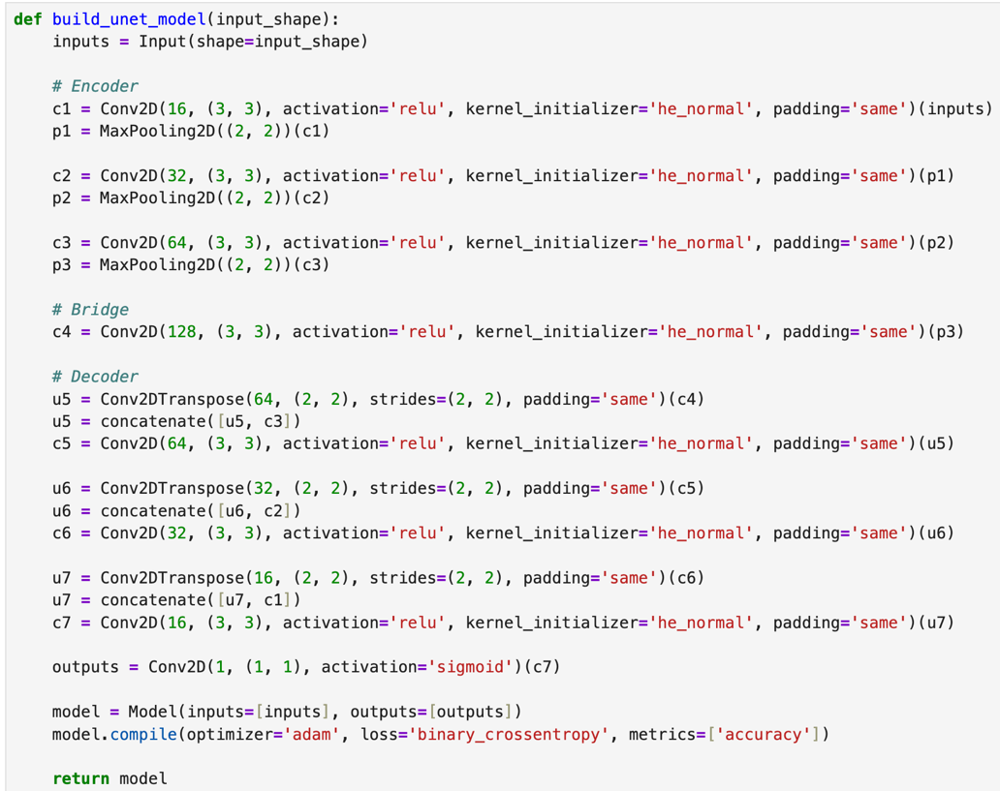 def build_unet_model(input_shape):
    inputs = Input(shape=input_shape)

    # Encoder
    c1 = Conv2D(16, (3, 3), activation='relu', kernel_initializer='he_normal', padding='same')(inputs)
    p1 = MaxPooling2D((2, 2))(c1)

    c2 = Conv2D(32, (3, 3), activation='relu', kernel_initializer='he_normal', padding='same')(p1)
    p2 = MaxPooling2D((2, 2))(c2)

    c3 = Conv2D(64, (3, 3), activation='relu', kernel_initializer='he_normal', padding='same')(p2)
    p3 = MaxPooling2D((2, 2))(c3)

    # Bridge
    c4 = Conv2D(128, (3, 3), activation='relu', kernel_initializer='he_normal', padding='same')(p3)

    # Decoder
    u5 = Conv2DTranspose(64, (2, 2), strides=(2, 2), padding='same')(c4)
    u5 = concatenate([u5, c3])
    c5 = Conv2D(64, (3, 3), activation='relu', kernel_initializer='he_normal', padding='same')(u5)

    u6 = Conv2DTranspose(32, (2, 2), strides=(2, 2), padding='same')(c5)
    u6 = concatenate([u6, c2])
    c6 = Conv2D(32, (3, 3), activation='relu', kernel_initializer='he_normal', padding='same')(u6)

    u7 = Conv2DTranspose(16, (2, 2), strides=(2, 2), padding='same')(c6)
    u7 = concatenate([u7, c1])
    c7 = Conv2D(16, (3, 3), activation='relu', kernel_initializer='he_normal', padding='same')(u7)

    outputs = Conv2D(1, (1, 1), activation='sigmoid')(c7)

    model = Model(inputs=[inputs], outputs=[outputs])
    model.compile(optimizer='adam', loss='binary_crossentropy', metrics=['accuracy'])

    return model